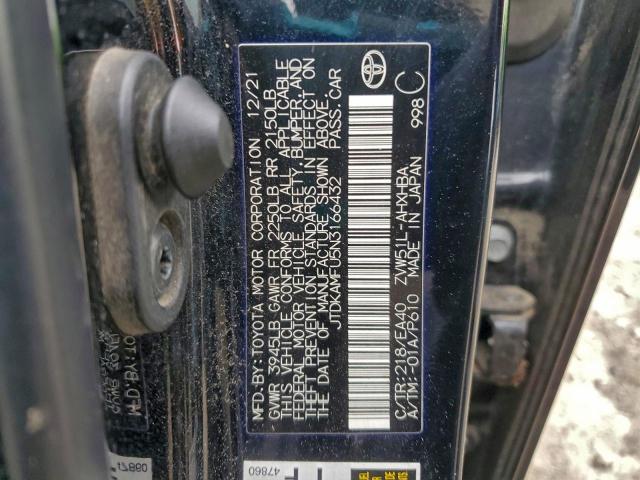 MFD.BY:TOYOTA MOTOR CORPORATION 12/21
GVWR 3945LB GAWR FR 2250LB RR 2150LB
THIS VEHICLE CONFORMS TO ALL APPLICABLE
FEDERAL MOTOR VEHICLE SAFETY, BUMPER, AND
THEFT PREVENTION STANDARDS IN EFFECT ON
THE DATE OF MANUFACTURE SHOWN ABOVE.
JTDKAMFU5N3166432 PASS.CAR
C/TR:218/EA40 ZVW51L-AHXHBA
A/TM:-01A/P610 MADE IN JAPAN
998 C
47860